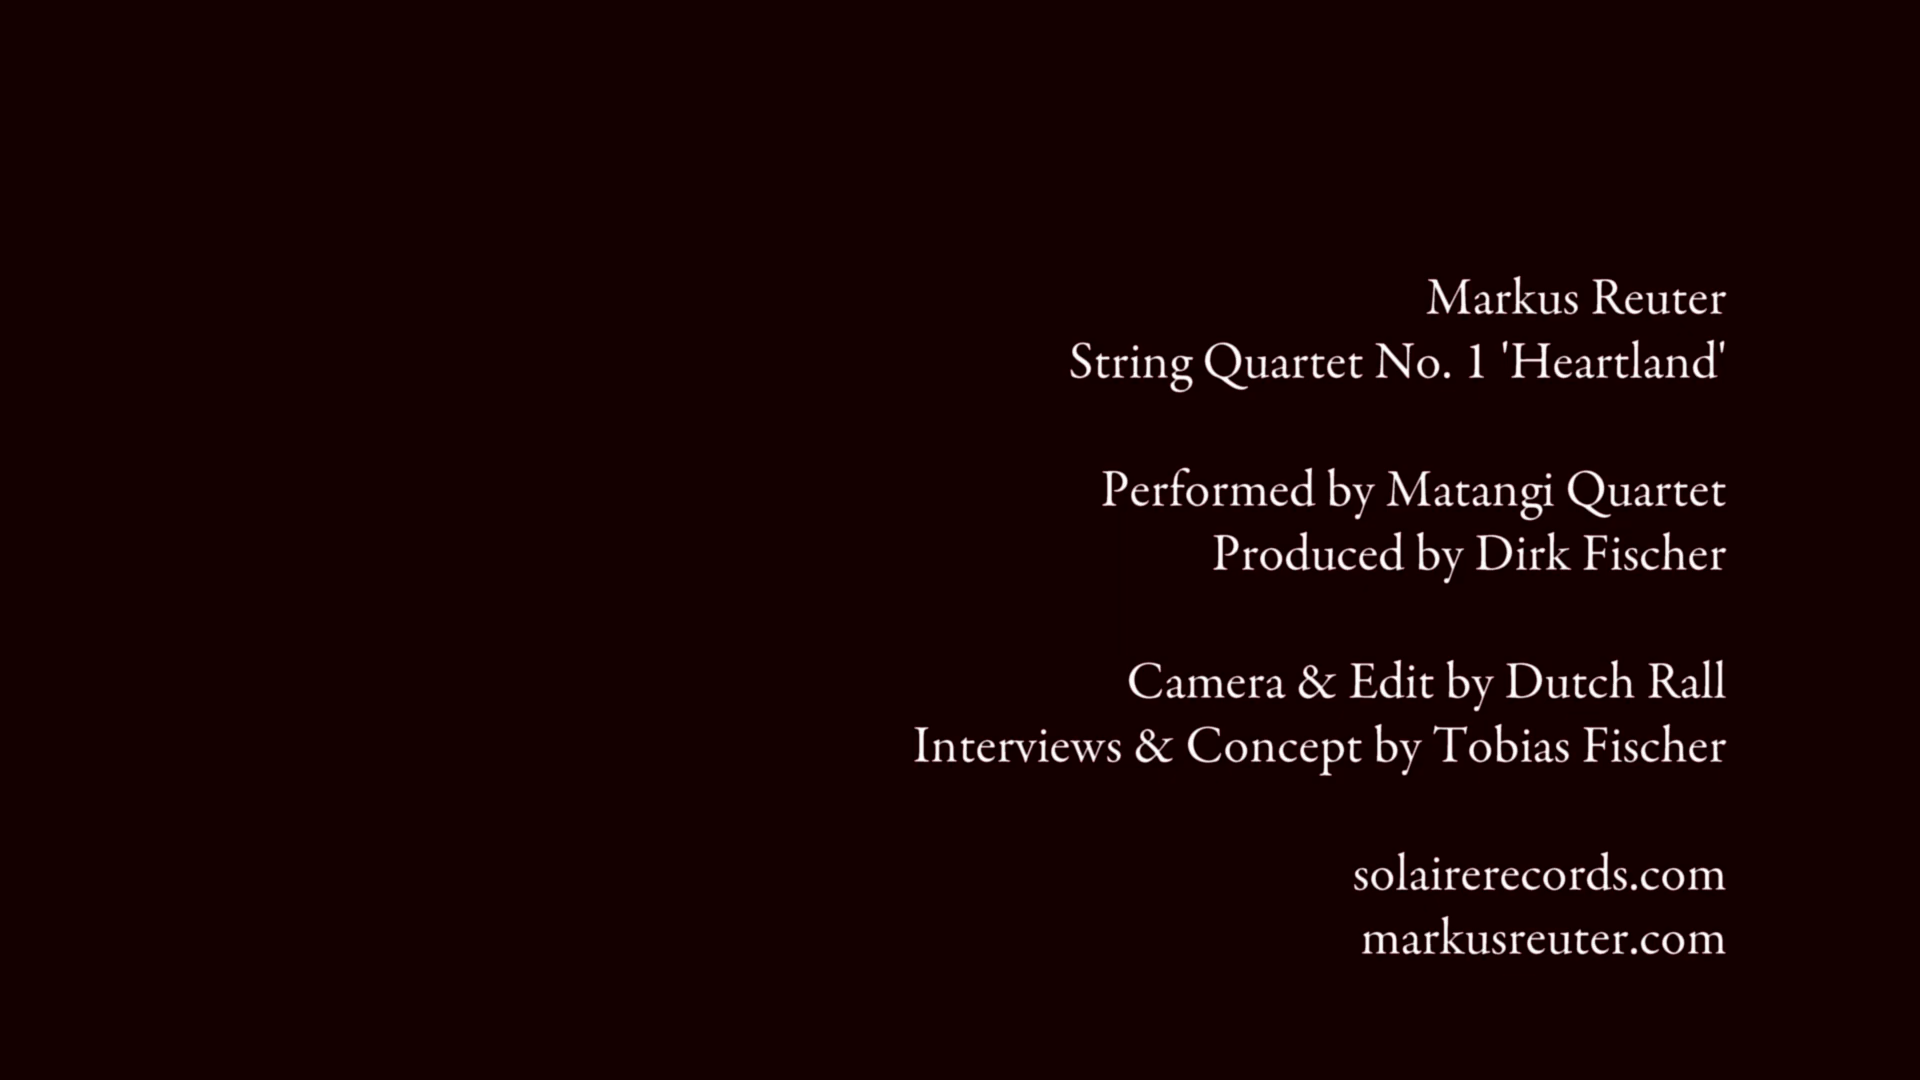 Markus Reuter
String Quartet No. 1 'Heartland'
Performed by Matangi Quartet
Produced by Dirk Fischer
Camera & Edit by Dutch Rall
Interviews & Concept by Tobias Fischer
solairerecords.com
markusreuter.com